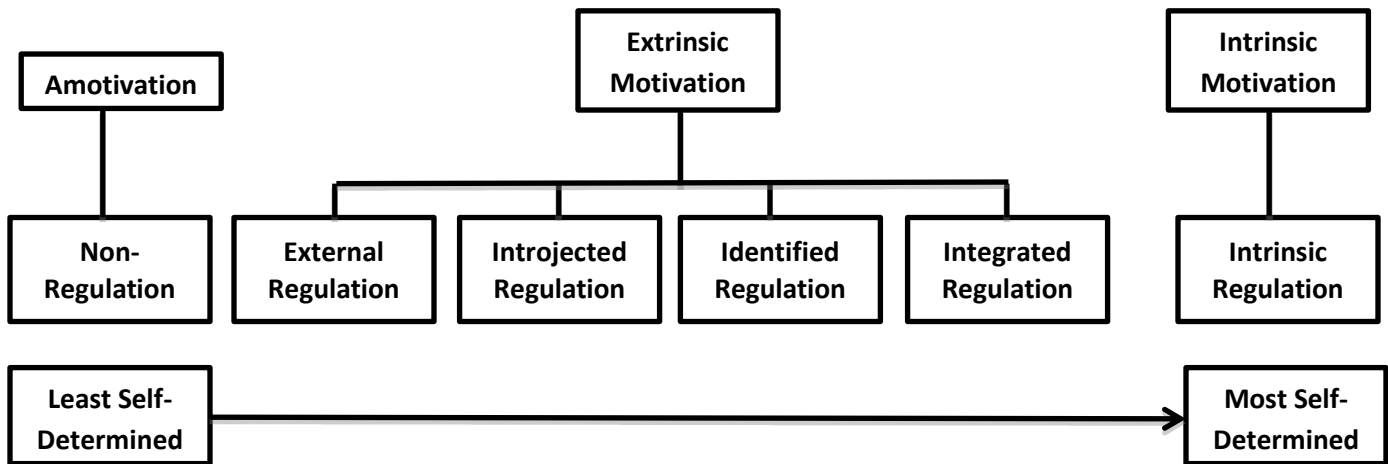 Amotivation
Extrinsic
Motivation
Intrinsic
Motivation
Non-
Regulation
External
Regulation
Introjected
Regulation
Identified
Regulation
Integrated
Regulation
Intrinsic
Regulation
Least Self-
Determined
Most Self-
Determined